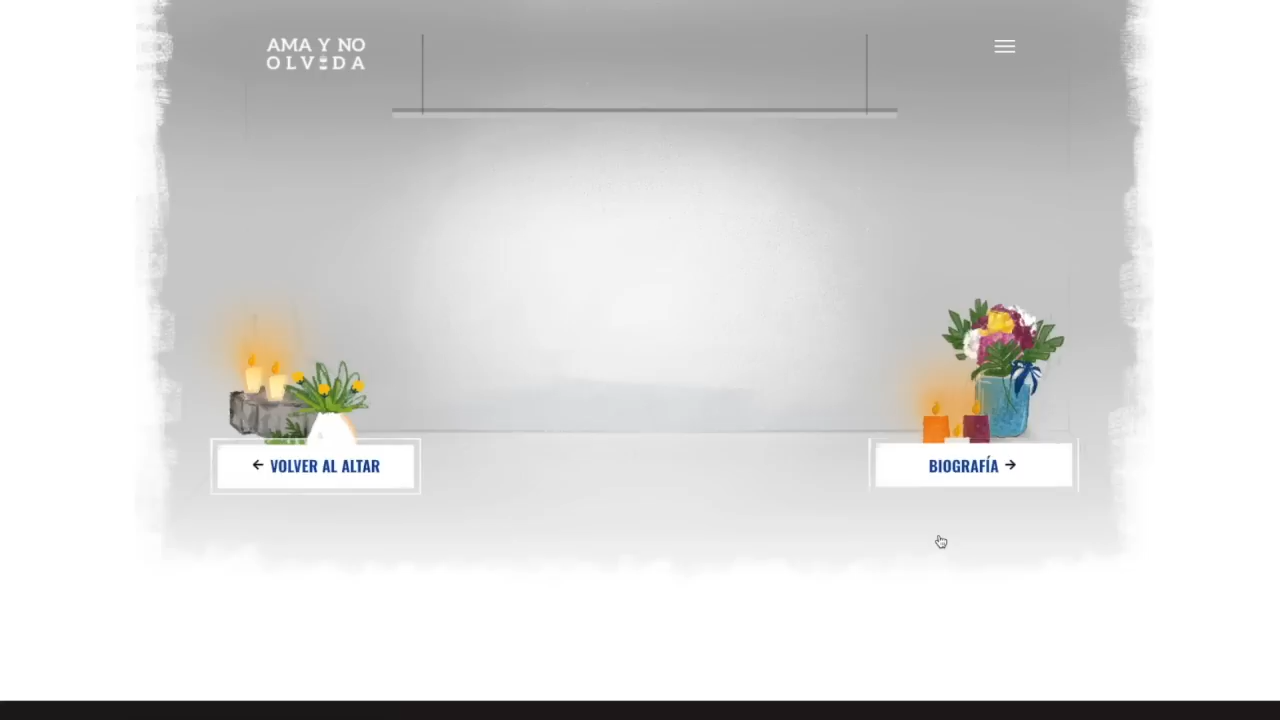 AMA Y NO
OLVIDA
← VOLVER AL ALTAR
BIOGRAFÍA →